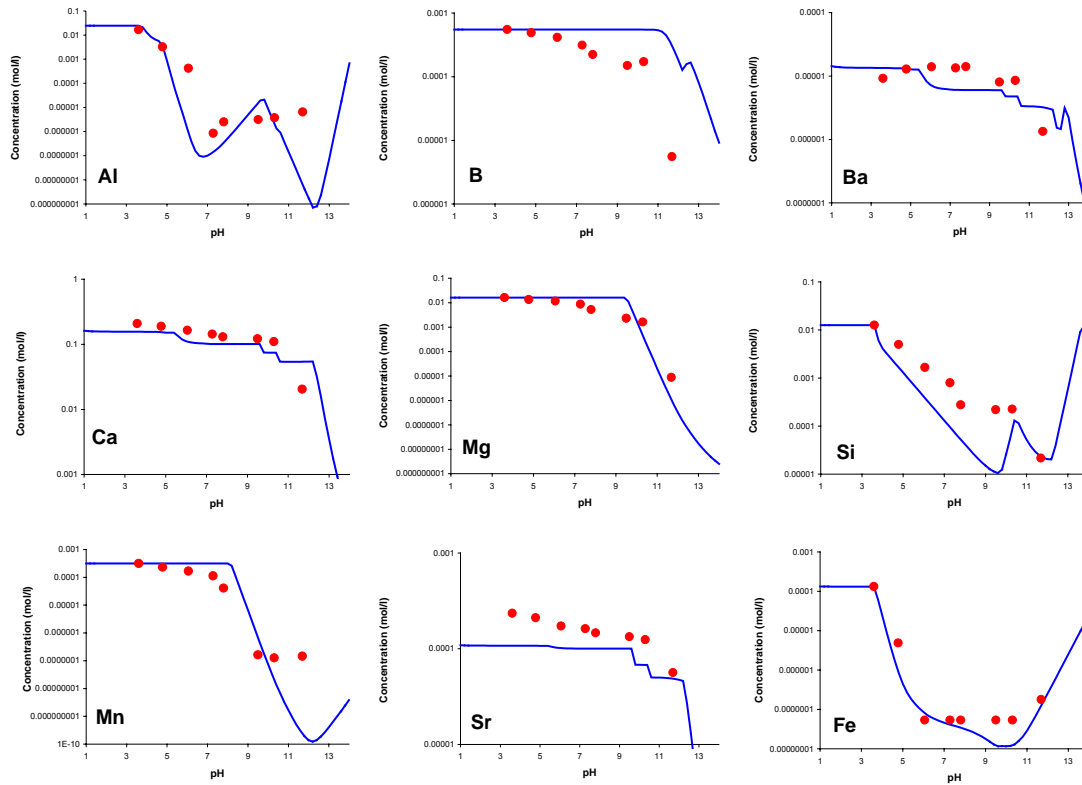 Concentration (mol/l)
0.1
0.01
0.001
0.0001
0.00001
0.000001
0.0000001
0.00000001
0.000000001
Al
1 3 5 7 9 11 13
pH
Concentration (mol/l)
0.001
0.0001
0.00001
0.000001
B
1 3 5 7 9 11 13
pH
Concentration (mol/l)
0.0001
0.00001
0.000001
0.0000001
Ba
1 3 5 7 9 11 13
pH
Concentration (mol/l)
1
0.1
0.01
0.001
Ca
1 3 5 7 9 11 13
pH
Concentration (mol/l)
0.1
0.01
0.001
0.0001
0.00001
0.000001
0.0000001
0.00000001
0.000000001
Mg
1 3 5 7 9 11 13
pH
Concentration (mol/l)
0.1
0.01
0.001
0.0001
0.00001
Si
1 3 5 7 9 11 13
pH
Concentration (mol/l)
0.001
0.0001
0.00001
0.000001
0.0000001
0.00000001
0.000000001
1E-10
Mn
1 3 5 7 9 11 13
pH
Concentration (mol/l)
0.001
0.0001
0.00001
Sr
1 3 5 7 9 11 13
pH
Concentration (mol/l)
0.001
0.0001
0.00001
0.000001
0.0000001
0.00000001
Fe
1 3 5 7 9 11 13
pH